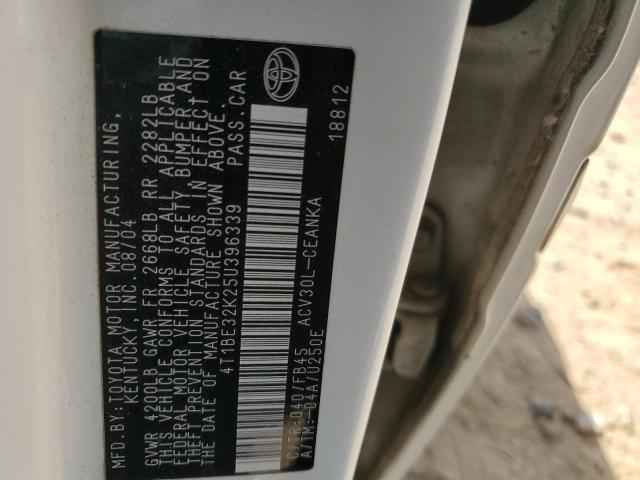 MFD.BY:TOYOTA MOTOR MANUFACTURING,
KENTUCKY, INC. 08/04
GVWR 4200LB GAWR FR 2668LB RR 2282LB
THIS VEHICLE CONFORMS TO ALL APPLICABLE
FEDERAL MOTOR VEHICLE SAFETY, BUMPER, AND
THEFT PREVENTION STANDARDS IN EFFECT ON
THE DATE OF MANUFACTURE SHOWN ABOVE.
4T1BE32K25U396339 PASS. CAR
C/TR:040/FB45 ACV30L-CEANKA
A/TM:-04A/U250E 18812